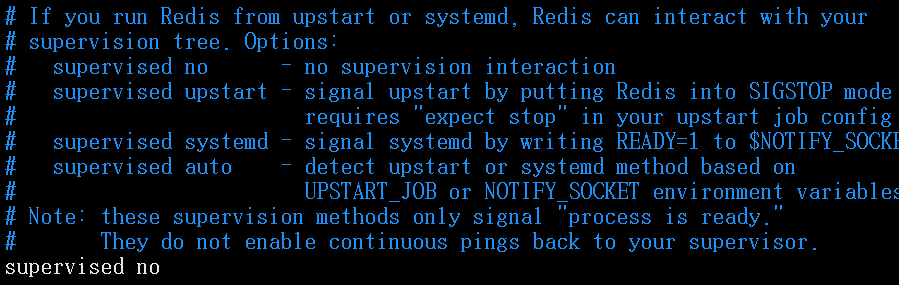 # If you run Redis from upstart or systemd, Redis can interact with your
# supervision tree. Options:
#   supervised no      - no supervision interaction
#   supervised upstart - signal upstart by putting Redis into SIGSTOP mode
#                        requires "expect stop" in your upstart job config
#   supervised systemd - signal systemd by writing READY=1 to $NOTIFY_SOCKE
#   supervised auto    - detect upstart or systemd method based on
#                        UPSTART_JOB or NOTIFY_SOCKET environment variables
# Note: these supervision methods only signal "process is ready."
#       They do not enable continuous pings back to your supervisor.
supervised no